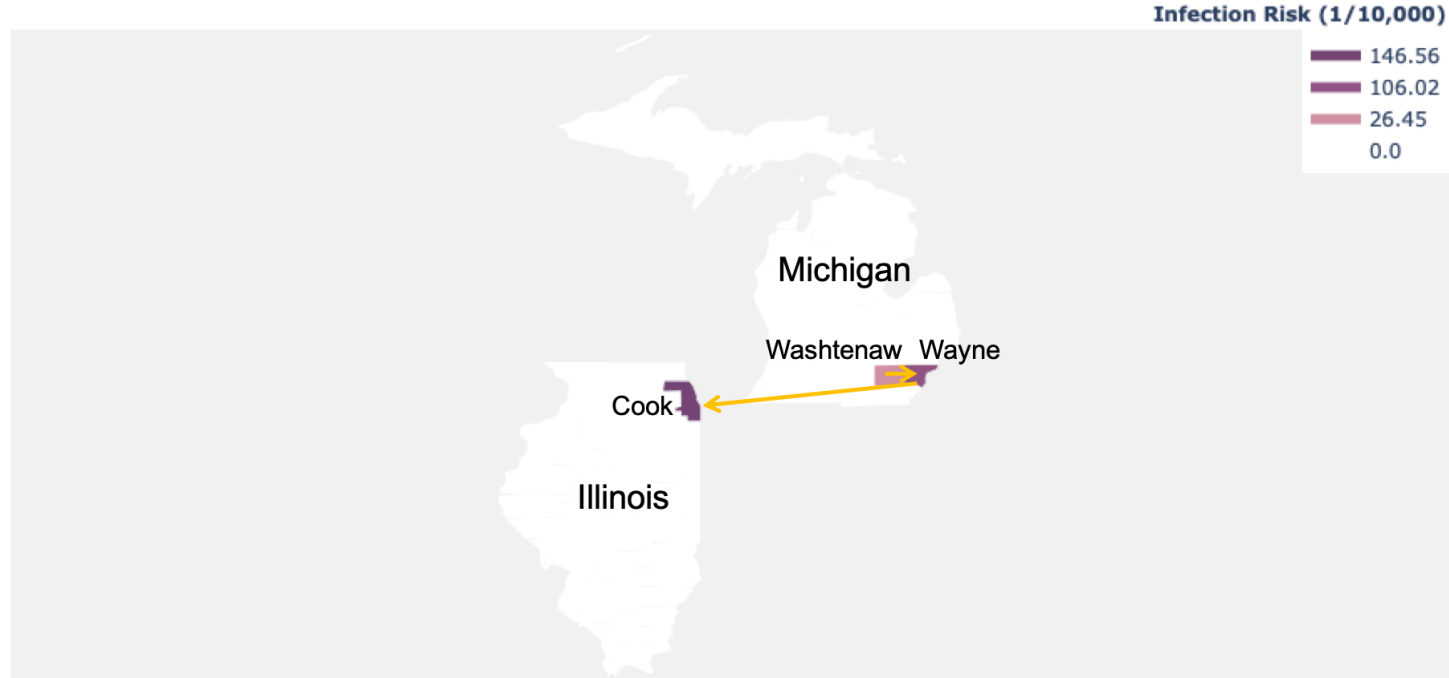 Infection Risk (1/10,000)
146.56
106.02
26.45
0.0
Michigan
Washtenaw Wayne
Cook
Illinois